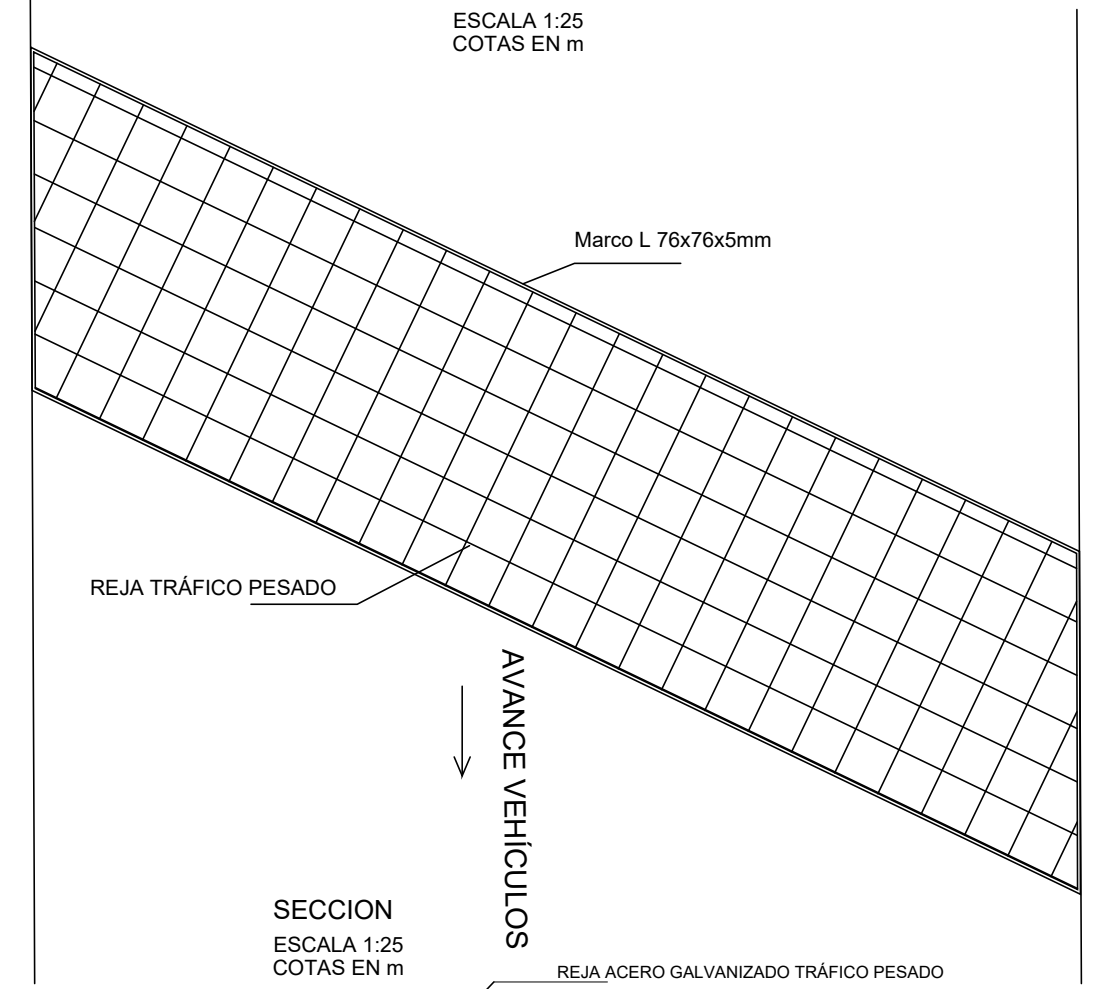 ESCALA 1:25
COTAS EN m
Marco L 76x76x5mm
REJA TRÁFICO PESADO
AVANCE VEHÍCULOS
SECCION
ESCALA 1:25
COTAS EN m
REJA ACERO GALVANIZADO TRÁFICO PESADO